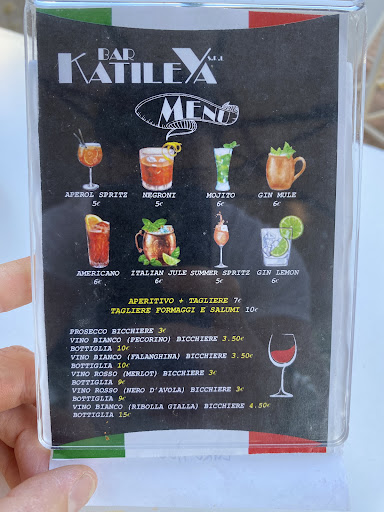 BAR
KATILEYA S.R.L
MENÙ
APEROL SPRITZ 5€
NEGRONI 5€
MOJITO 6€
GIN MULE 6€
AMERICANO 6€
ITALIAN JULE 6€
SUMMER SPRITZ 5€
GIN LEMON 6€
APERITIVO + TAGLIERE 7€
TAGLIERE FORMAGGI E SALUMI 10€
PROSECCO BICCHIERE 3€
VINO BIANCO (PECORINO) BICCHIERE 3.50€
BOTTIGLIA 10€
VINO BIANCO (FALANGHINA) BICCHIERE 3.50€
BOTTIGLIA 10€
VINO ROSSO (MERLOT) BICCHIERE 3€
BOTTIGLIA 9€
VINO ROSSO (NERO D'AVOLA) BICCHIERE 3€
BOTTIGLIA 9€
VINO BIANCO (RIBOLLA GIALLA) BICCHIERE 4.50€
BOTTIGLIA 15€